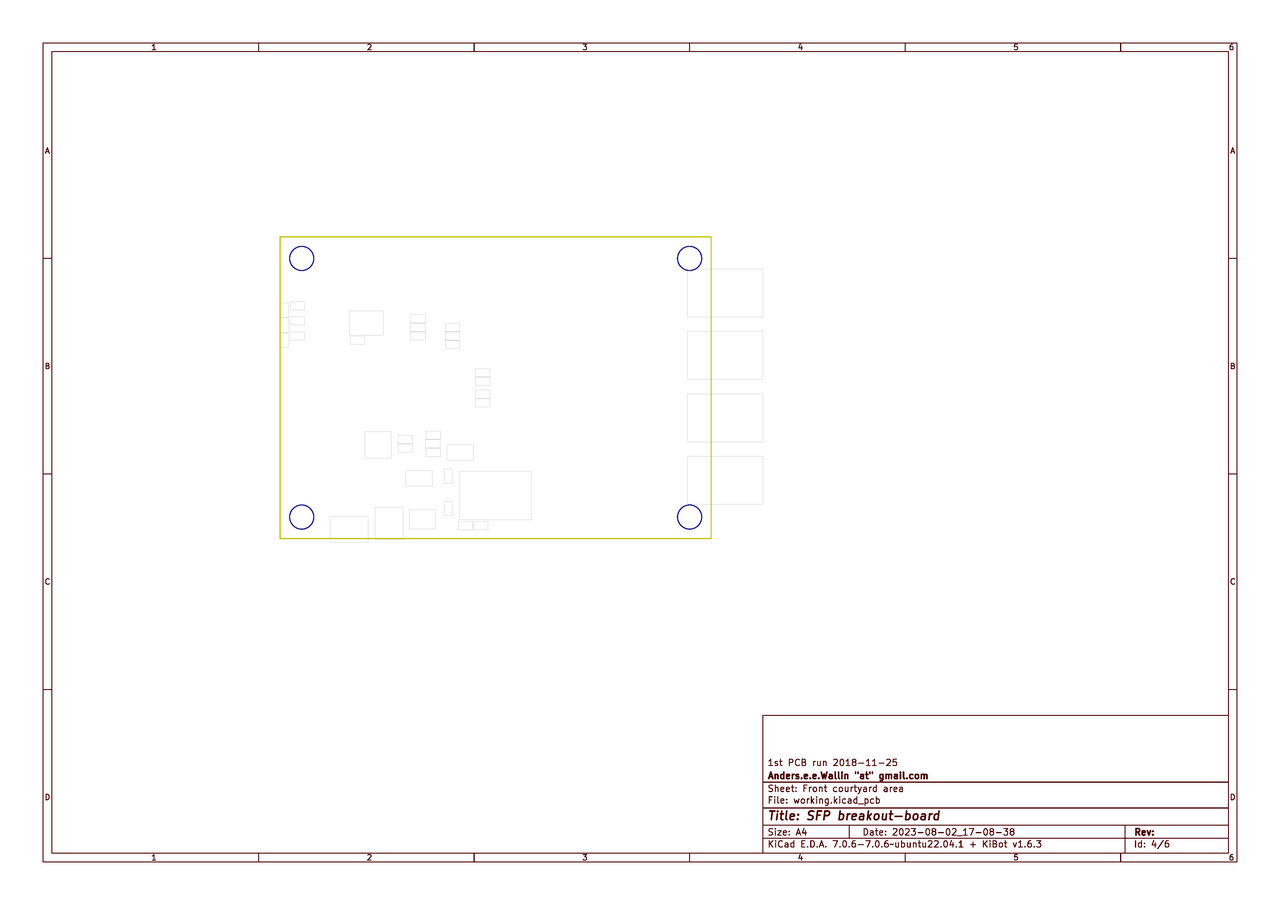 1 2 3 4 5 6
A A
B B
C C
D D
1st PCB run 2018-11-25
Anders.e.e.Wallin "at" gmail.com
Sheet: Front courtyard area
File: working.kicad_pcb
Title: SFP breakout-board
Size: A4 Date: 2023-08-02_17-08-38 Rev:
KiCad E.D.A. 7.0.6-7.0.6~ubuntu22.04.1 + KiBot v1.6.3 Id: 4/6
1 2 3 4 5 6